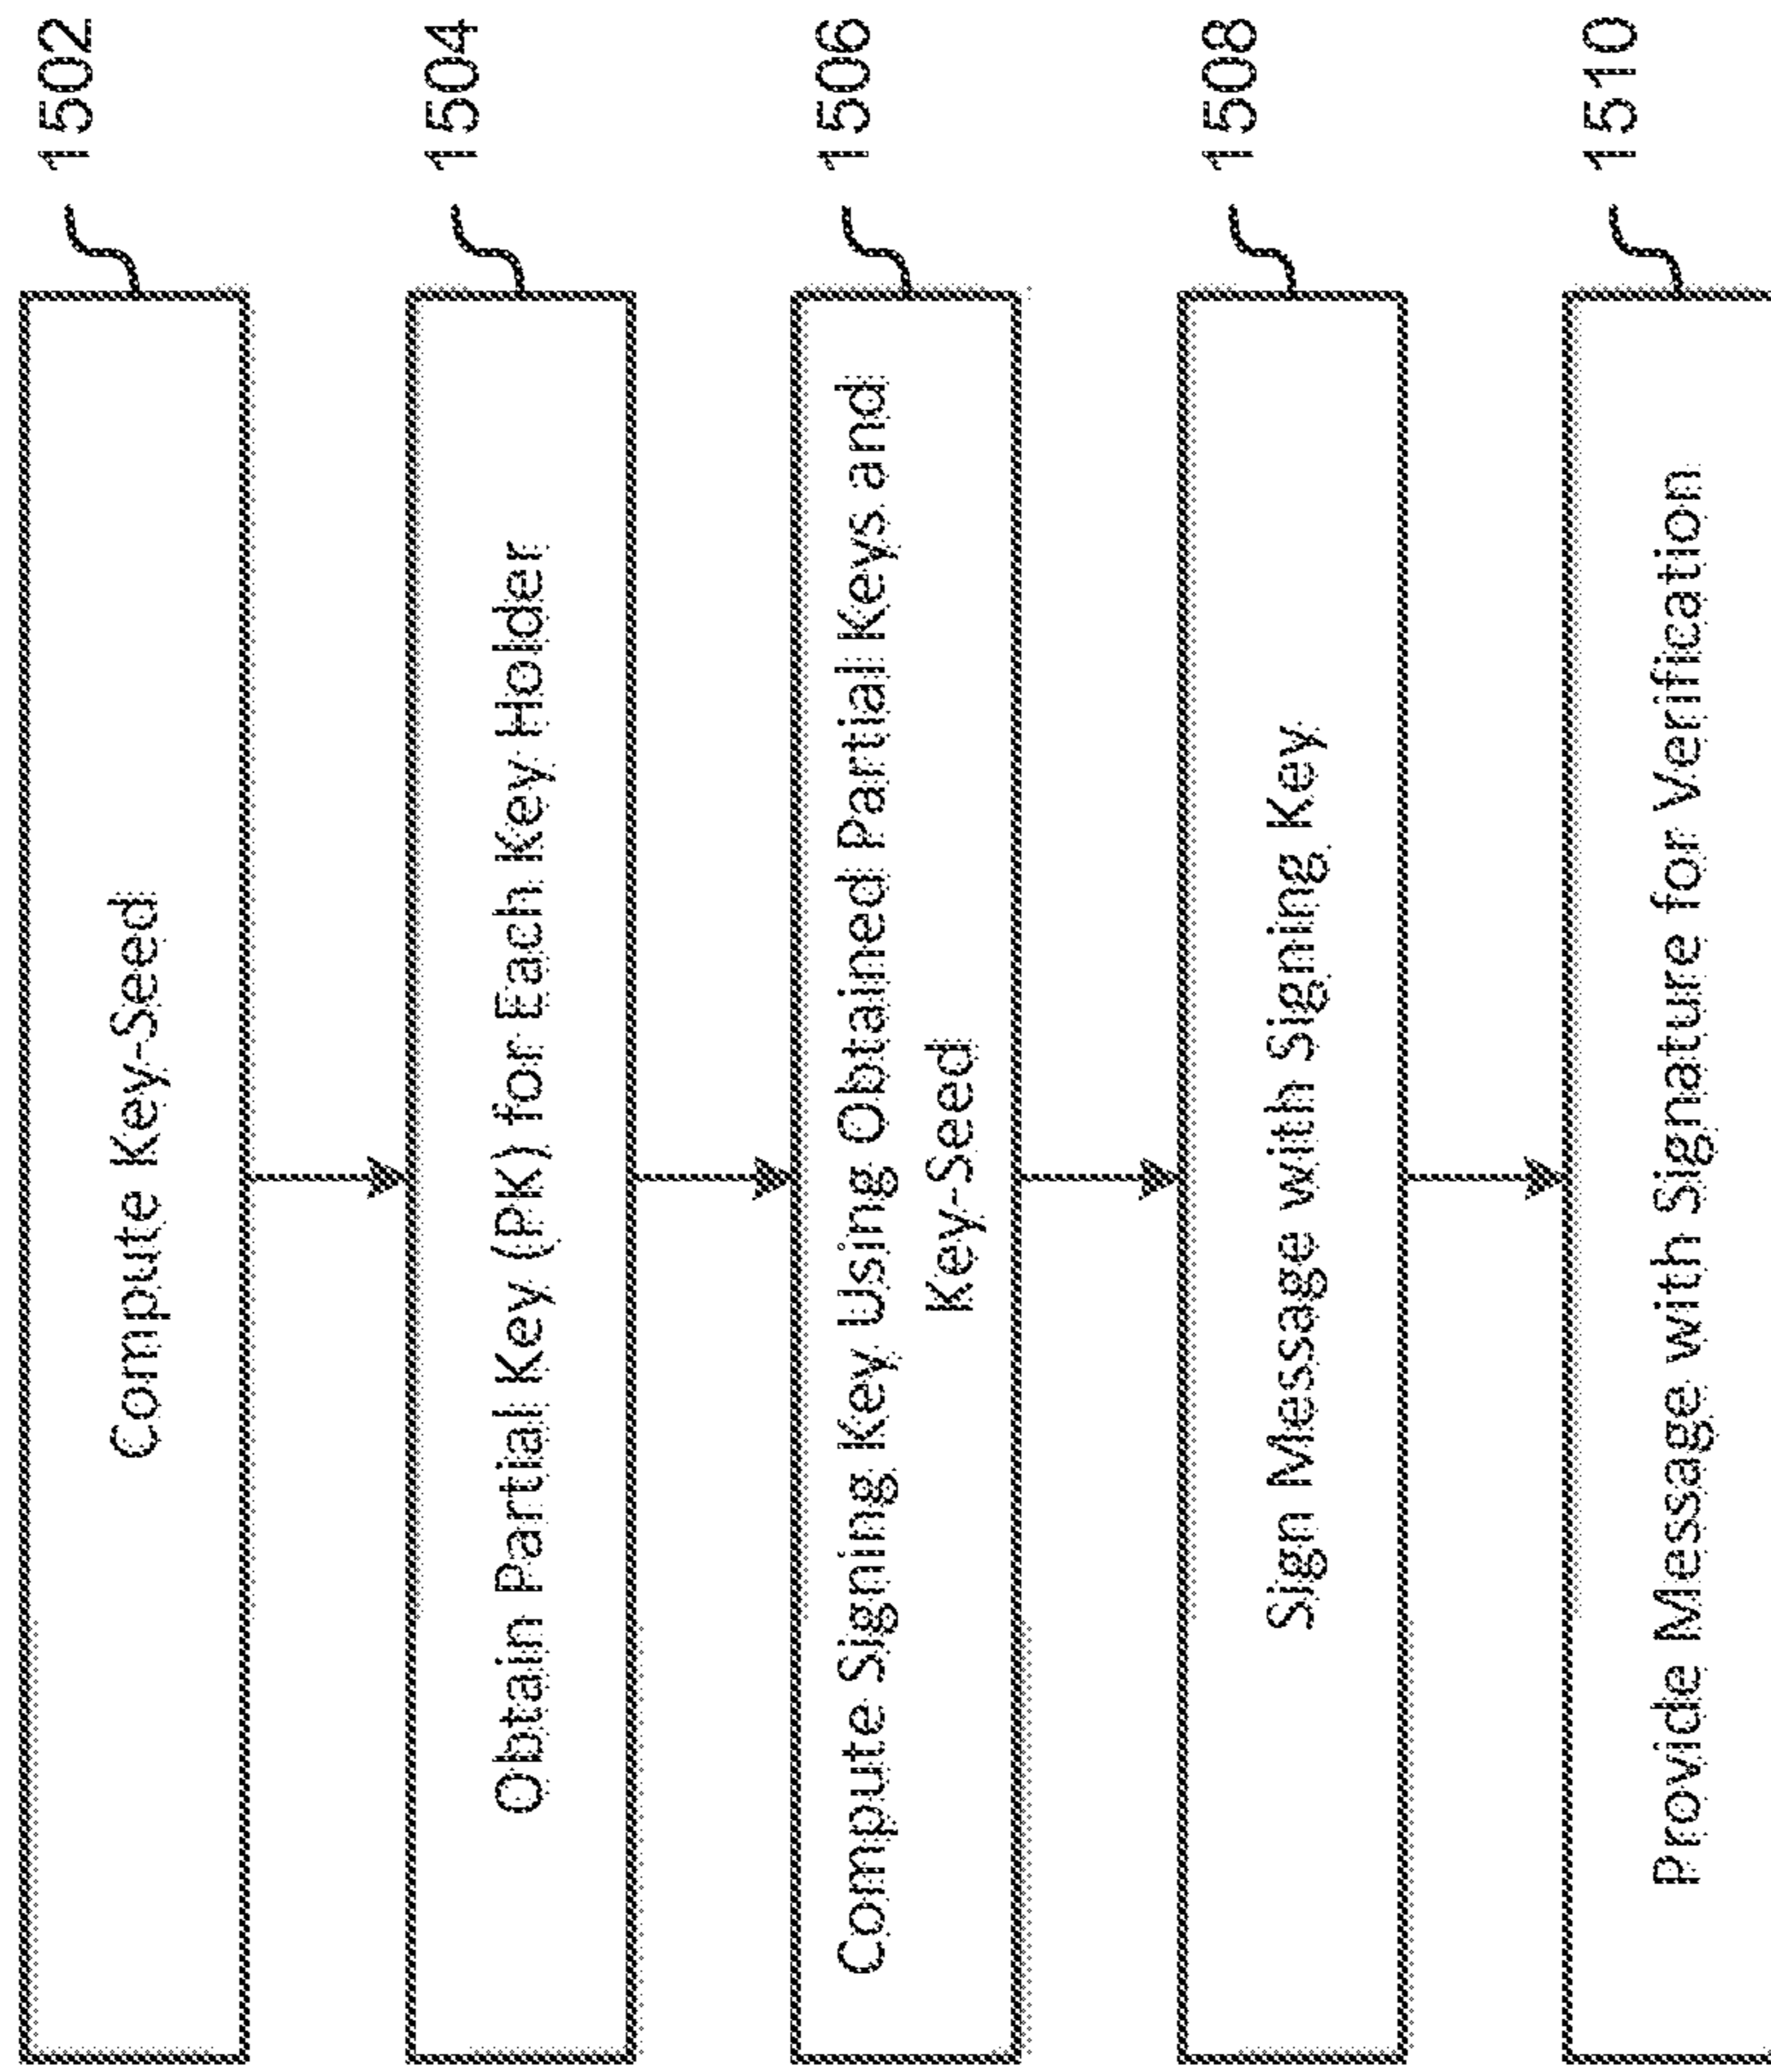 1502
Compute Key-Seed
1504
Obtain Partial Key (PK) for Each Key Holder
1506
Compute Signing Key Using Obtained Partial Keys and
Key-Seed
1508
Sign Message with Signing Key
1510
Provide Message with Signature for Verification